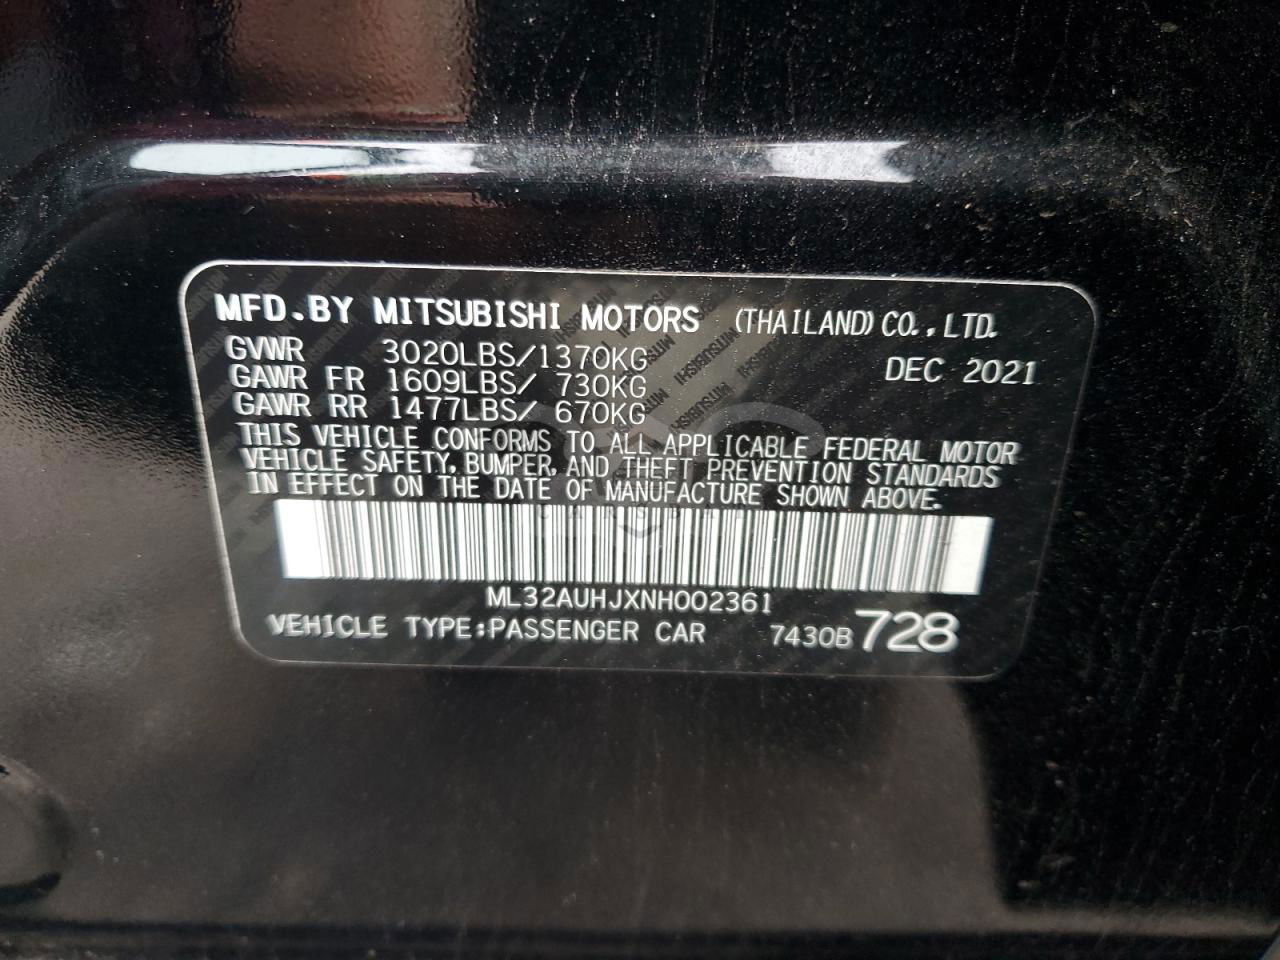 MFD.BY MITSUBISHI MOTORS (THAILAND)CO.,LTD.
GVWR 3020LBS/1370KG DEC 2021
GAWR FR 1609LBS/ 730KG
GAWR RR 1477LBS/ 670KG
THIS VEHICLE CONFORMS TO ALL APPLICABLE FEDERAL MOTOR
VEHICLE SAFETY, BUMPER, AND THEFT PREVENTION STANDARDS
IN EFFECT ON THE DATE OF MANUFACTURE SHOWN ABOVE.
ML32AUHJXNH002361
VEHICLE TYPE:PASSENGER CAR 7430B 728